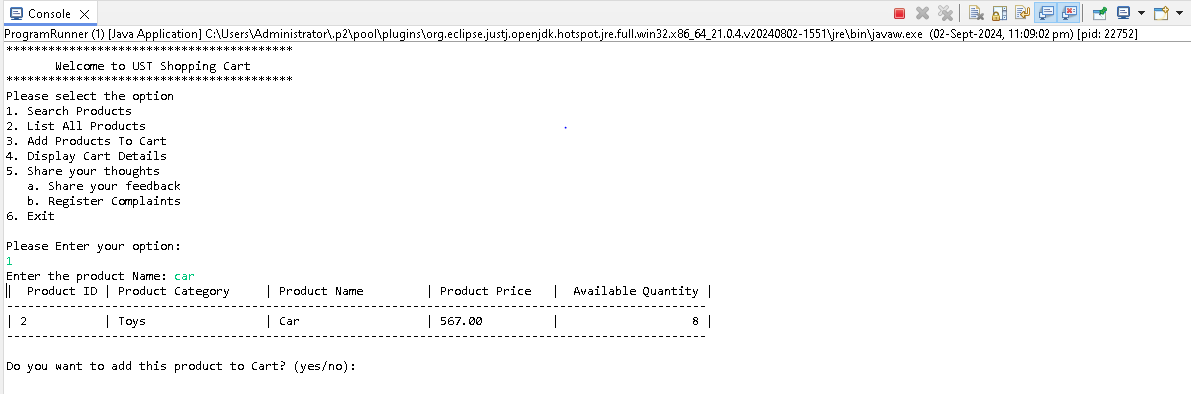 Console
ProgramRunner (1) [Java Application] C:\Users\Administrator\.p2\pool\plugins\org.eclipse.justj.openjdk.hotspot.jre.full.win32.x86_64_21.0.4.v20240802-1551\jre\bin\javaw.exe (02-Sept-2024, 11:09:02 pm) [pid: 22752]
*****************************************
Welcome to UST Shopping Cart
*****************************************
Please select the option
1. Search Products
2. List All Products
3. Add Products To Cart
4. Display Cart Details
5. Share your thoughts
a. Share your feedback
b. Register Complaints
6. Exit
Please Enter your option:
1
Enter the product Name: car
| Product ID | Product Category | Product Name | Product Price | Available Quantity |
----------------------------------------------------------------------------------------------------
| 2 | Toys | Car | 567.00 | 8 |
----------------------------------------------------------------------------------------------------
Do you want to add this product to Cart? (yes/no):